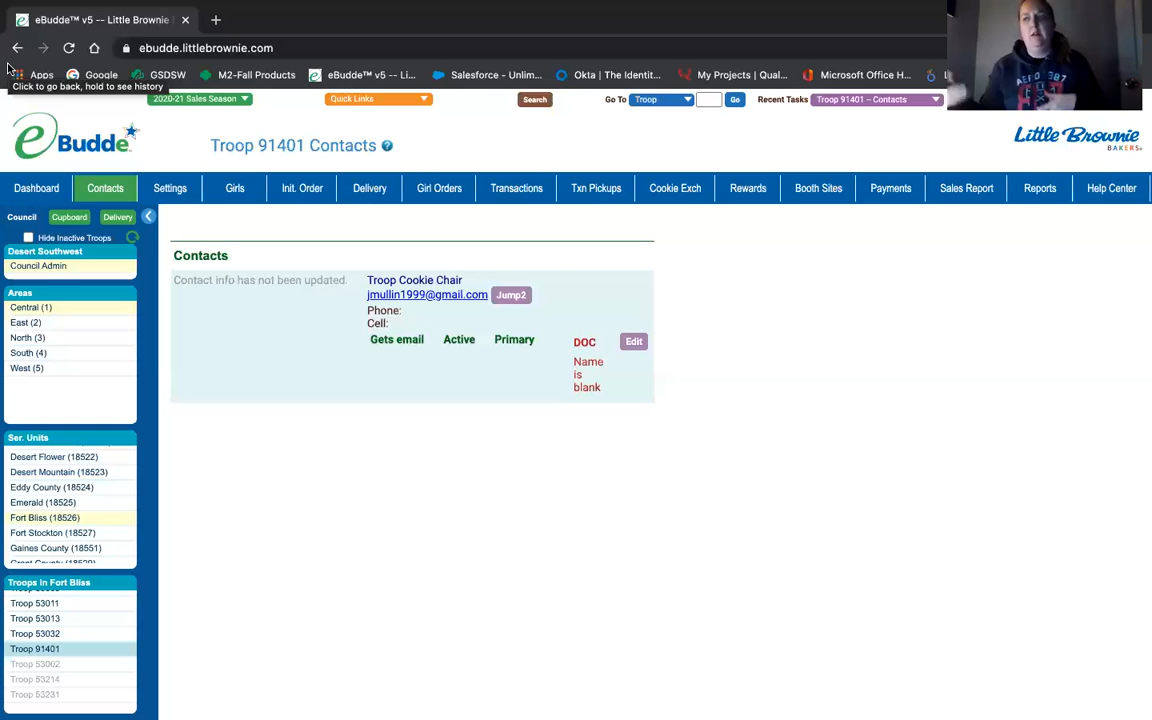 eBudde™ v5 -- Little Brownie
ebudde.littlebrownie.com
Apps Google GSDSW M2-Fall Products eBudde™ v5 -- Li... Salesforce - Unlim... Okta | The Identit... My Projects | Qual... Microsoft Office H... L
Click to go back, hold to see history
2020-21 Sales Season Quick Links Search Go To Troop Go Recent Tasks Troop 91401 -- Contacts
AERO 87
eBudde
Troop 91401 Contacts ?
Little Brownie
BAKERS
Dashboard Contacts Settings Girls Init. Order Delivery Girl Orders Transactions Txn Pickups Cookie Exch Rewards Booth Sites Payments Sales Report Reports Help Center
Council Cupboard Delivery
Hide Inactive Troops
Desert Southwest
Council Admin
Areas
Central (1)
East (2)
North (3)
South (4)
West (5)
Ser. Units
Desert Flower (18522)
Desert Mountain (18523)
Eddy County (18524)
Emerald (18525)
Fort Bliss (18526)
Fort Stockton (18527)
Gaines County (18551)
Troops In Fort Bliss
Troop 53011
Troop 53013
Troop 53032
Troop 91401
Troop 53002
Troop 53214
Troop 53231
Contacts
Contact info has not been updated.
Troop Cookie Chair
jmullin1999@gmail.com Jump2
Phone:
Cell:
Gets email Active Primary
DOC Edit
Name
is
blank